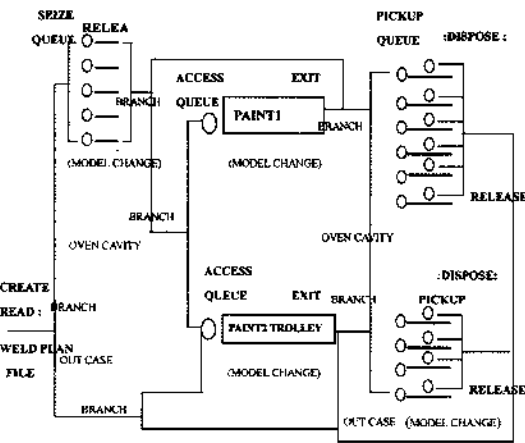 SEIZE
QUEUE
RELEA
BRANCH
(MODEL CHANGE)
BRANCH
OVEN CAVITY
CREATE
READ :
BRANCH
WELD PLAN
FILE
OUT CASE
BRANCH
ACCESS
EXIT
QUEUE
PAINT1
BRANCH
(MODEL CHANGE)
OVEN CAVITY
ACCESS
QUEUE
EXIT
BRANCH
PAINT2 TROLLEY
(MODEL CHANGE)
PICKUP
QUEUE
:DISPOSE :
RELEASE
:DISPOSE:
PICKUP
RELEASE
OUT CASE
(MODEL CHANGE)